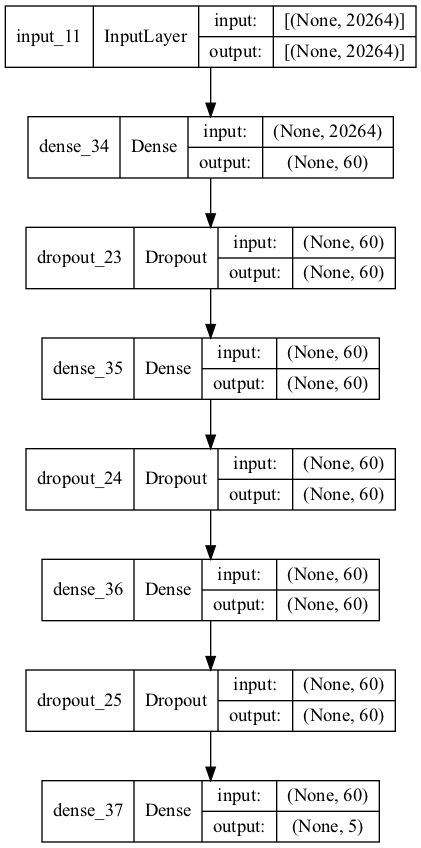 input_11 InputLayer input: [(None, 20264)]
output: [(None, 20264)]
dense_34 Dense input: (None, 20264)
output: (None, 60)
dropout_23 Dropout input: (None, 60)
output: (None, 60)
dense_35 Dense input: (None, 60)
output: (None, 60)
dropout_24 Dropout input: (None, 60)
output: (None, 60)
dense_36 Dense input: (None, 60)
output: (None, 60)
dropout_25 Dropout input: (None, 60)
output: (None, 60)
dense_37 Dense input: (None, 60)
output: (None, 5)